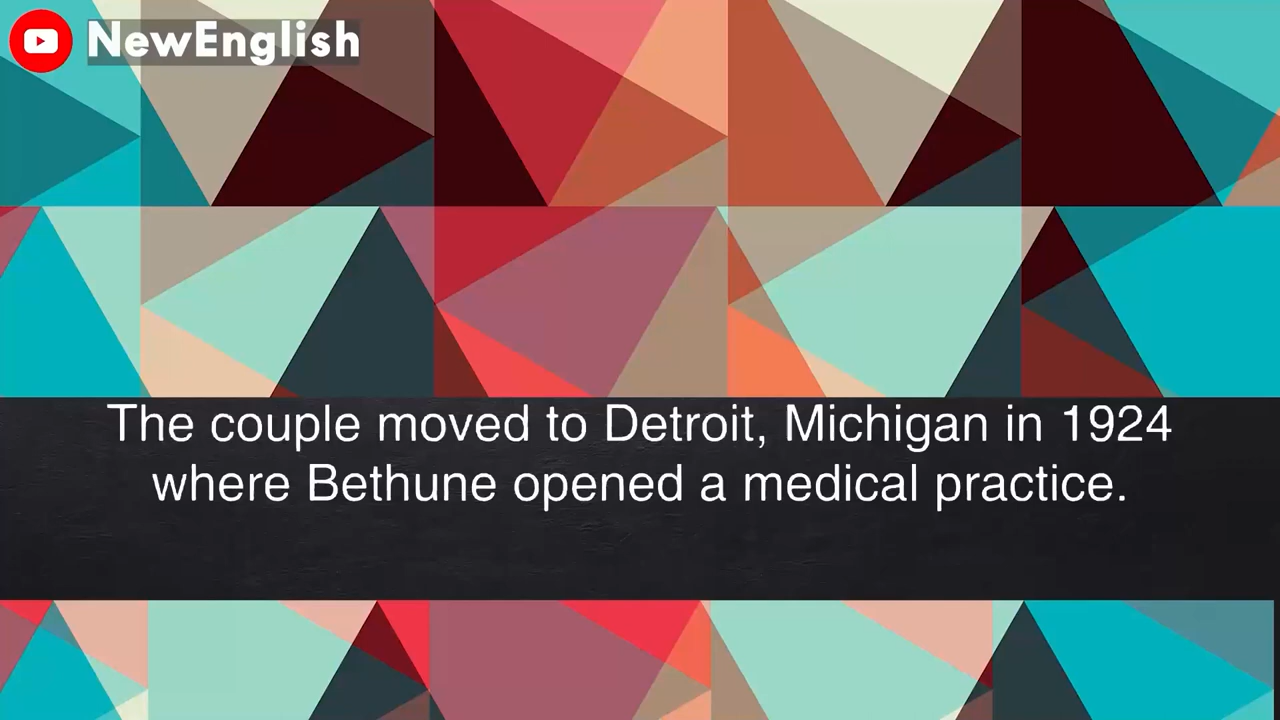 NewEnglish
The couple moved to Detroit, Michigan in 1924
where Bethune opened a medical practice.